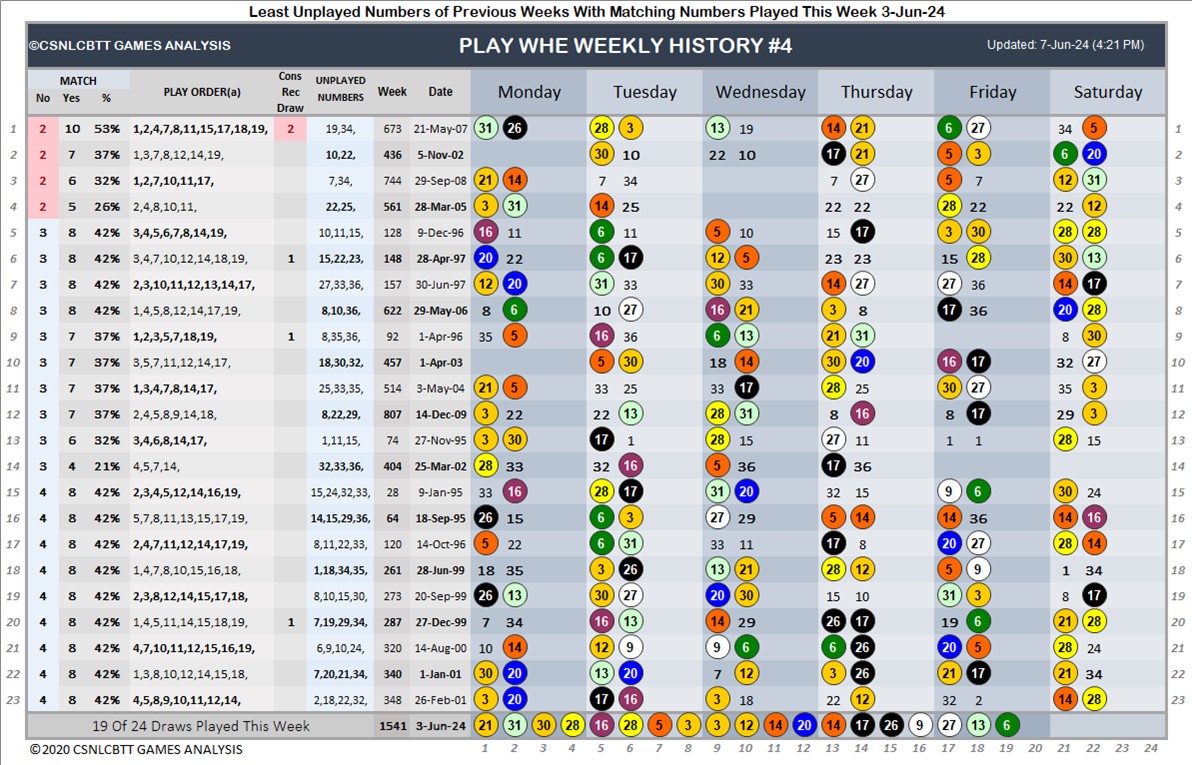 Least Unplayed Numbers of Previous Weeks With Matching Numbers Played This Week 3-Jun-24
©CSNLCBTT GAMES ANALYSIS PLAY WHE WEEKLY HISTORY #4 Updated: 7-Jun-24 (4:21 PM)
MATCH No Yes % PLAY ORDER(a) Cons Rec Draw UNPLAYED NUMBERS Week Date Monday Tuesday Wednesday Thursday Friday Saturday
1 2 10 53% 1,2,4,7,8,11,15,17,18,19, 2 19,34, 673 21-May-07 31 26 28 3 13 19 14 21 6 27 34 5 1
2 2 7 37% 1,3,7,8,12,14,19, 10,22, 436 5-Nov-02 30 10 22 10 17 21 5 3 6 20 2
3 2 6 32% 1,2,7,10,11,17, 7,34, 744 29-Sep-08 21 14 7 34 7 27 5 7 12 31 3
4 2 5 26% 2,4,8,10,11, 22,25, 561 28-Mar-05 3 31 14 25 22 22 28 22 22 12 4
5 3 8 42% 3,4,5,6,7,8,14,19, 10,11,15, 128 9-Dec-96 16 11 6 11 5 10 15 17 3 30 28 28 5
6 3 8 42% 3,4,7,10,12,14,18,19, 1 15,22,23, 148 28-Apr-97 20 22 6 17 12 5 23 23 15 28 30 13 6
7 3 8 42% 2,3,10,11,12,13,14,17, 27,33,36, 157 30-Jun-97 12 20 31 33 30 33 14 27 27 36 14 17 7
8 3 8 42% 1,4,5,8,12,14,17,19, 8,10,36, 622 29-May-06 8 6 10 27 16 21 3 8 17 36 20 28 8
9 3 7 37% 1,2,3,5,7,18,19, 1 8,35,36, 92 1-Apr-96 35 5 16 36 6 13 21 31 8 30 9
10 3 7 37% 3,5,7,11,12,14,17, 18,30,32, 457 1-Apr-03 5 30 18 14 30 20 16 17 32 27 10
11 3 7 37% 1,3,4,7,8,14,17, 25,33,35, 514 3-May-04 21 5 33 25 33 17 28 25 30 27 35 3 11
12 3 7 37% 2,4,5,8,9,14,18, 8,22,29, 807 14-Dec-09 3 22 22 13 28 31 8 16 8 17 29 3 12
13 3 6 32% 3,4,6,8,14,17, 1,11,15, 74 27-Nov-95 3 30 17 1 28 15 27 11 1 1 28 15 13
14 3 4 21% 4,5,7,14, 32,33,36, 404 25-Mar-02 28 33 32 16 5 36 17 36 14
15 4 8 42% 2,3,4,5,12,14,16,19, 15,24,32,33, 28 9-Jan-95 33 16 28 17 31 20 32 15 9 6 30 24 15
16 4 8 42% 5,7,8,11,13,15,17,19, 14,15,29,36, 64 18-Sep-95 26 15 6 3 27 29 5 14 14 36 14 16 16
17 4 8 42% 2,4,7,11,12,14,17,19, 8,11,22,33, 120 14-Oct-96 5 22 6 31 33 11 17 8 20 27 28 14 17
18 4 8 42% 1,4,7,8,10,15,16,18, 1,18,34,35, 261 28-Jun-99 18 35 3 26 13 21 28 12 5 9 1 34 18
19 4 8 42% 2,3,8,12,14,15,17,18, 8,10,15,30, 273 20-Sep-99 26 13 30 27 20 30 15 10 31 3 8 17 19
20 4 8 42% 1,4,5,11,14,15,18,19, 1 7,19,29,34, 287 27-Dec-99 7 34 16 13 14 29 26 17 19 6 21 28 20
21 4 8 42% 4,7,10,11,12,15,16,19, 6,9,10,24, 320 14-Aug-00 10 14 12 9 9 6 6 26 20 5 28 24 21
22 4 8 42% 1,3,8,10,12,14,15,18, 7,20,21,34, 340 1-Jan-01 30 20 13 20 7 12 3 26 21 17 21 34 22
23 4 8 42% 4,5,8,9,10,11,12,14, 2,18,22,32, 348 26-Feb-01 3 20 17 16 3 18 22 12 32 2 14 28 23
19 Of 24 Draws Played This Week 1541 3-Jun-24 21 31 30 28 16 28 5 3 3 12 14 20 14 17 26 9 27 13 6
© 2020 CSNLCBTT GAMES ANALYSIS 1 2 3 4 5 6 7 8 9 10 11 12 13 14 15 16 17 18 19 20 21 22 23 24